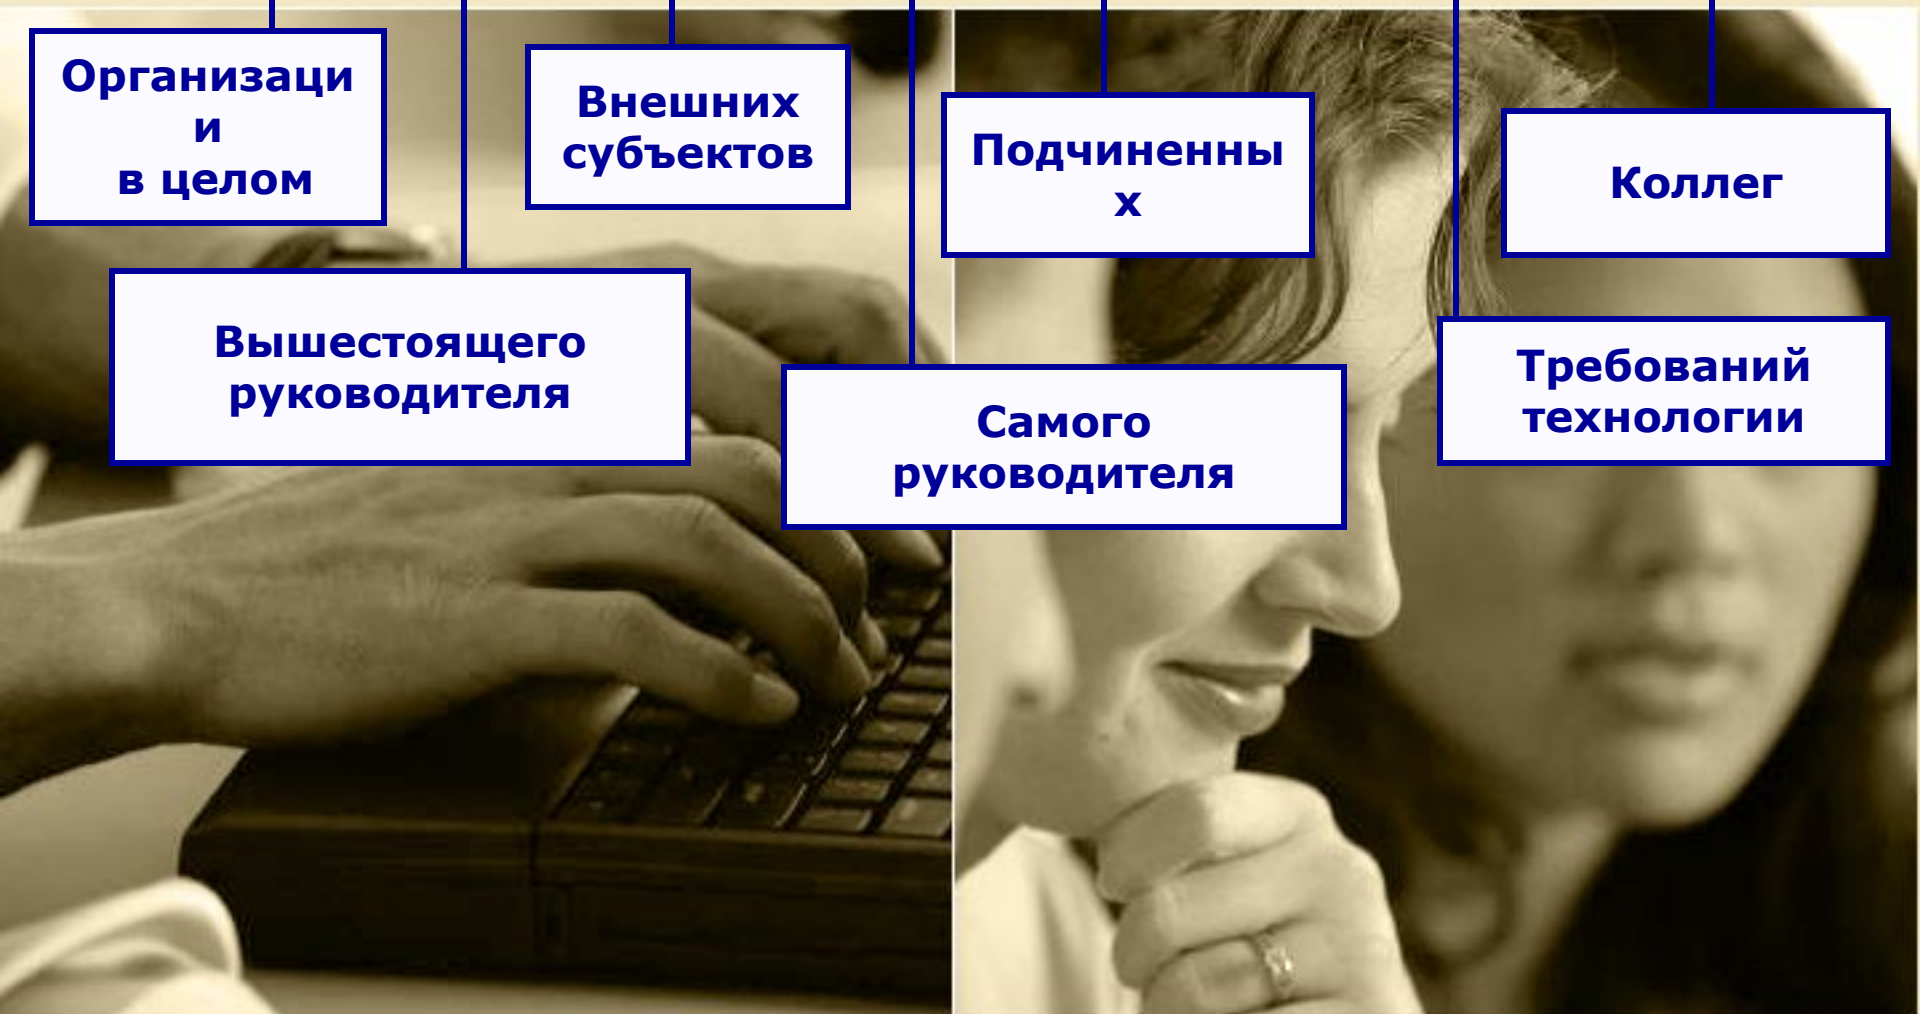 Организаци
и
в целом
Внешних
субъектов
Подчиненны
х
Коллег
Вышестоящего
руководителя
Самого
руководителя
Требований
технологии